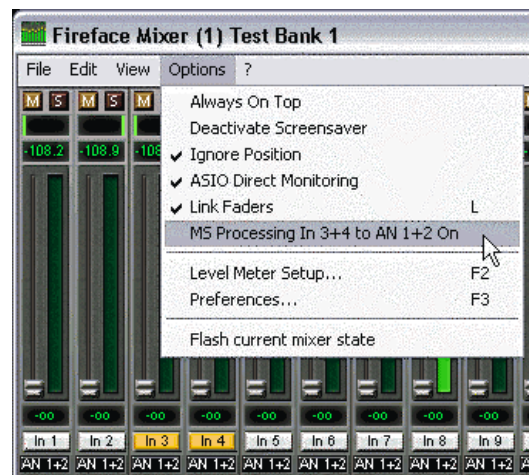 Fireface Mixer (1) Test Bank 1
File Edit View Options ?
M S M S M
-108.2 -108.9 -108
Always On Top
Deactivate Screensaver
Ignore Position
ASIO Direct Monitoring
Link Faders L
MS Processing In 3+4 to AN 1+2 On
Level Meter Setup... F2
Preferences... F3
Flash current mixer state
-oo -oo -oo -oo -oo -oo -oo -oo -oo
In 1 In 2 In 3 In 4 In 5 In 6 In 7 In 8 In 9
AN 1+2 AN 1+2 AN 1+2 AN 1+2 AN 1+2 AN 1+2 AN 1+2 AN 1+2 AN 1+2